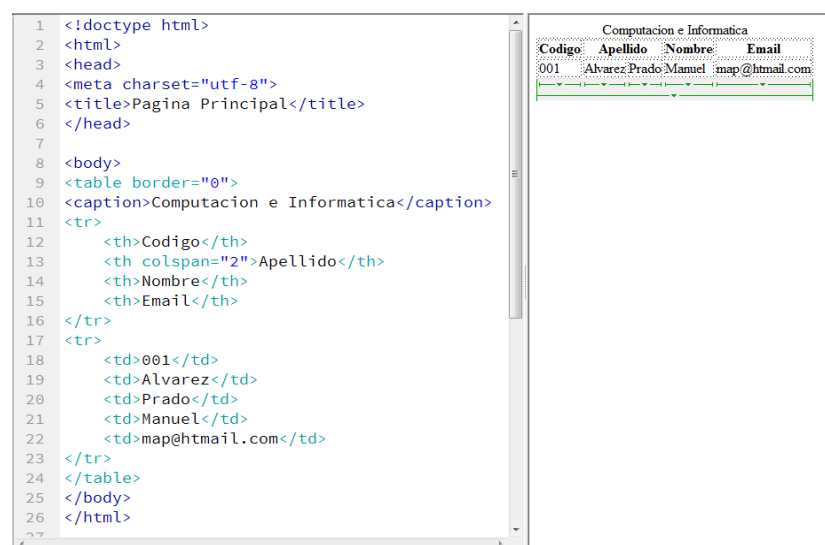 1 <!doctype html>
2 <html>
3 <head>
4 <meta charset="utf-8">
5 <title>Pagina Principal</title>
6 </head>
7
8 <body>
9 <table border="0">
10 <caption>Computacion e Informatica</caption>
11 <tr>
12 <th>Codigo</th>
13 <th colspan="2">Apellido</th>
14 <th>Nombre</th>
15 <th>Email</th>
16 </tr>
17 <tr>
18 <td>001</td>
19 <td>Alvarez</td>
20 <td>Prado</td>
21 <td>Manuel</td>
22 <td>map@htmail.com</td>
23 </tr>
24 </table>
25 </body>
26 </html>
27
Computacion e Informatica
Codigo Apellido Nombre Email
001 Alvarez Prado Manuel map@htmail.com